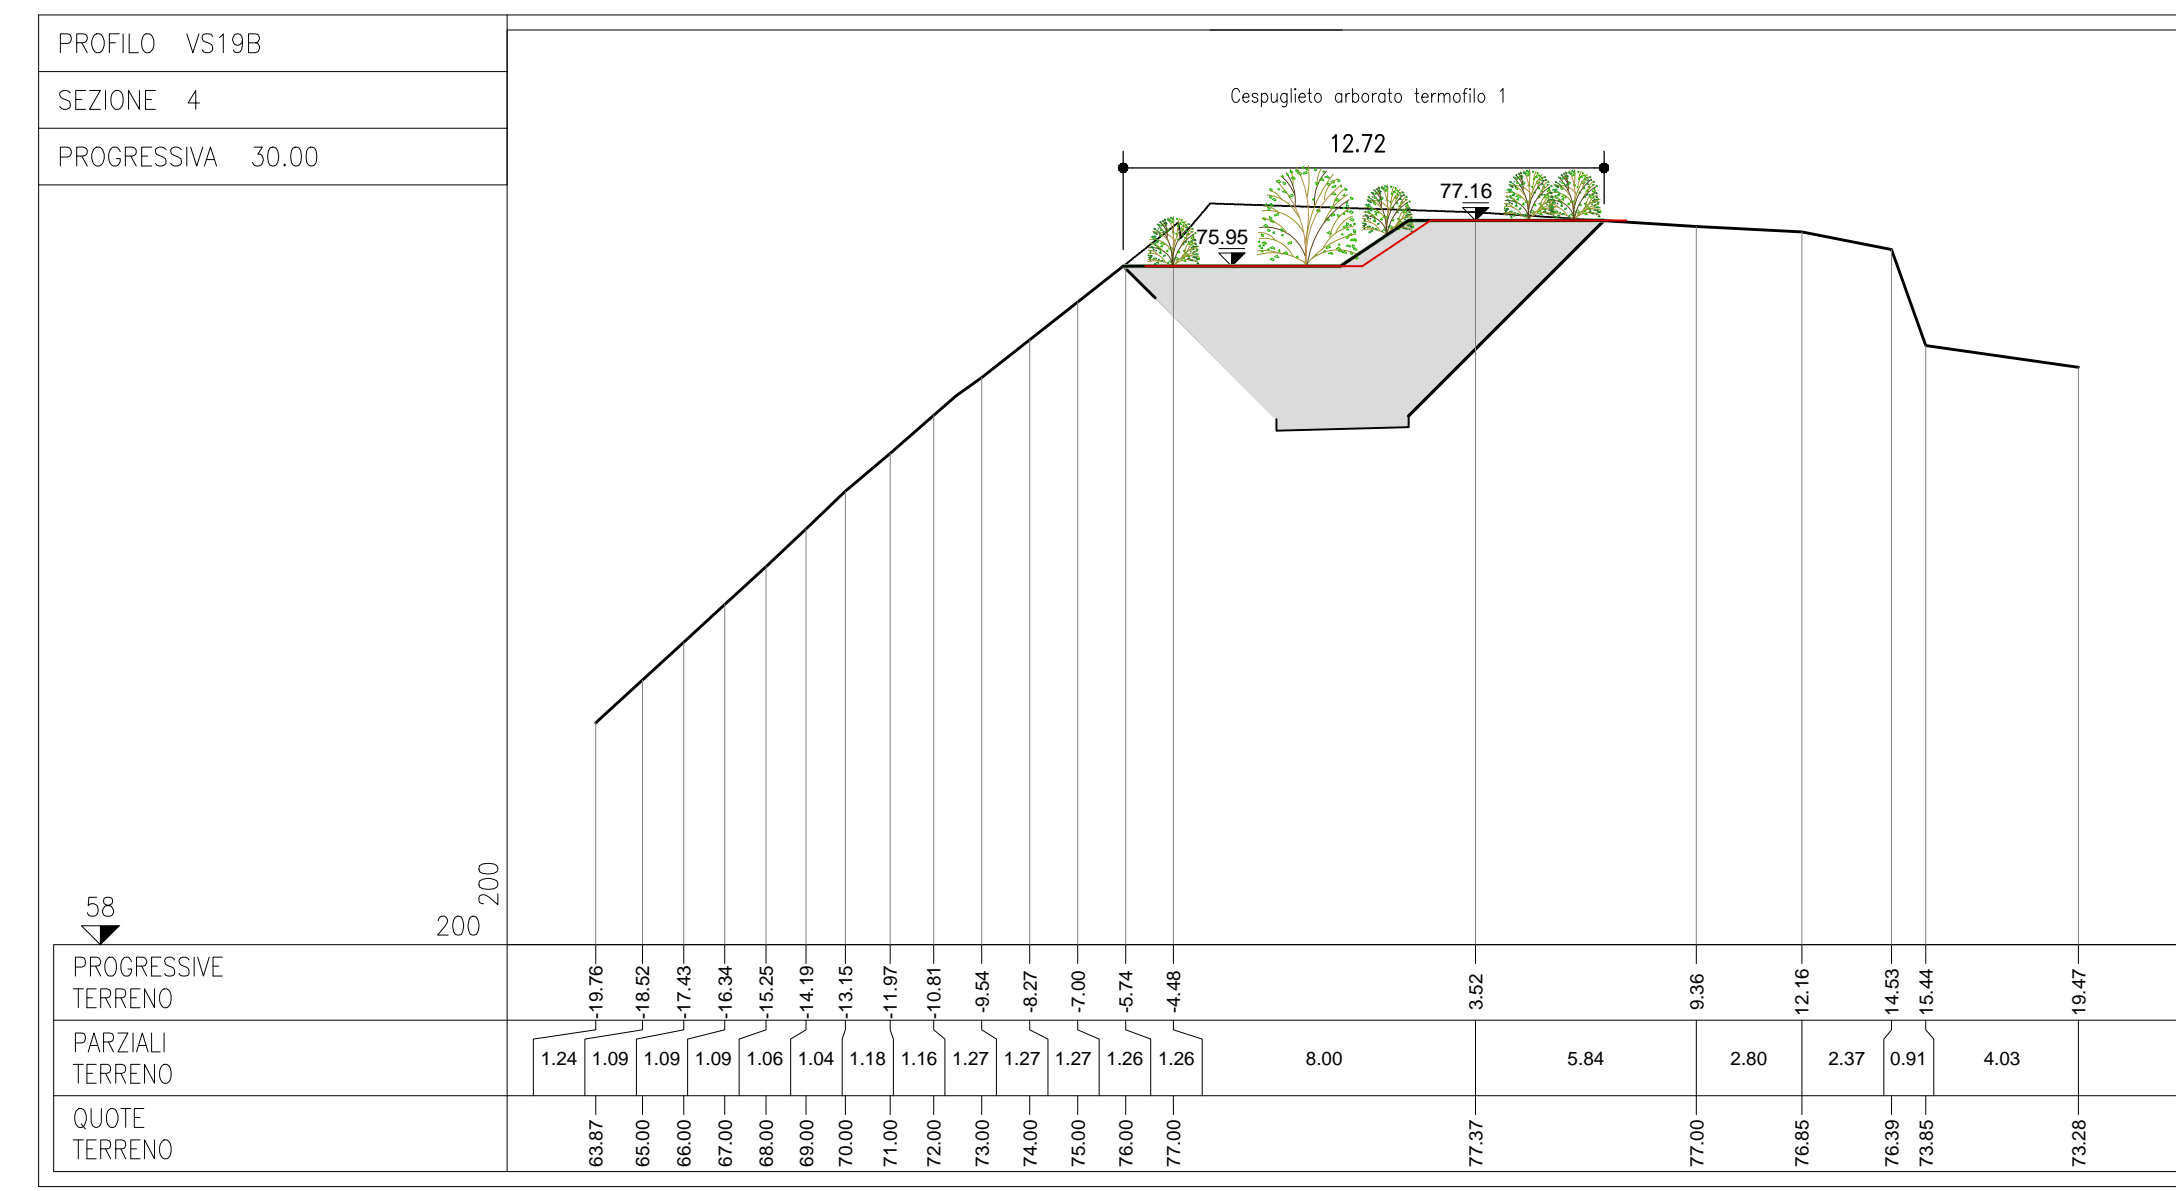 PROFILO VS19B
SEZIONE 4
PROGRESSIVA 30.00
Cespuglieto arborato termofilo 1
12.72
77.16
75.95
200
58
200
PROGRESSIVE
TERRENO
-19.76 -18.52 -17.43 -16.34 -15.25 -14.19 -13.15 -11.97 -10.81 -9.54 -8.27 -7.00 -5.74 -4.48 3.52 9.36 12.16 14.53 15.44 19.47
PARZIALI
TERRENO
1.24 1.09 1.09 1.09 1.06 1.04 1.18 1.16 1.27 1.27 1.27 1.26 1.26 8.00 5.84 2.80 2.37 0.91 4.03
QUOTE
TERRENO
63.87 65.00 66.00 67.00 68.00 69.00 70.00 71.00 72.00 73.00 74.00 75.00 76.00 77.00 77.37 77.00 76.85 76.39 73.85 73.28